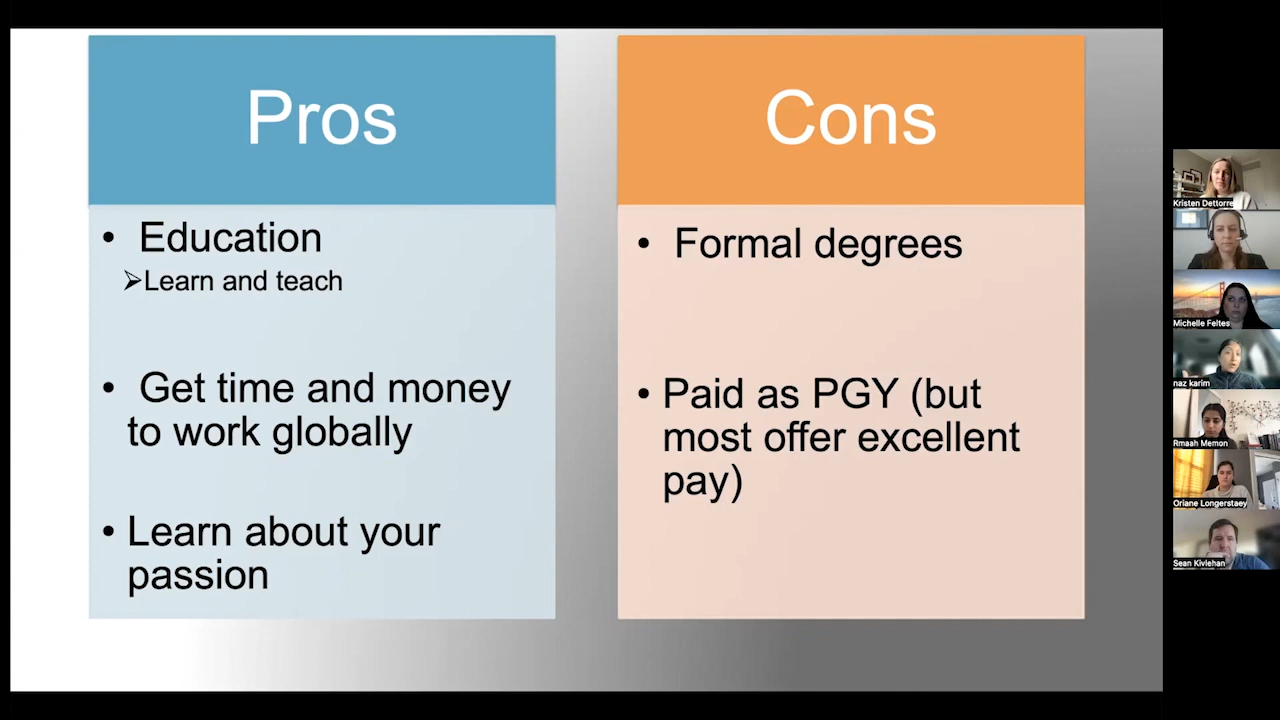 Pros
• Education
➢Learn and teach
• Get time and money
to work globally
• Learn about your
passion
Cons
• Formal degrees
• Paid as PGY (but
most offer excellent
pay)
Kristen Dettorre
Michelle Feltes
naz karim
Rmaah Memon
Oriane Longerstaey
Sean Kivlehan